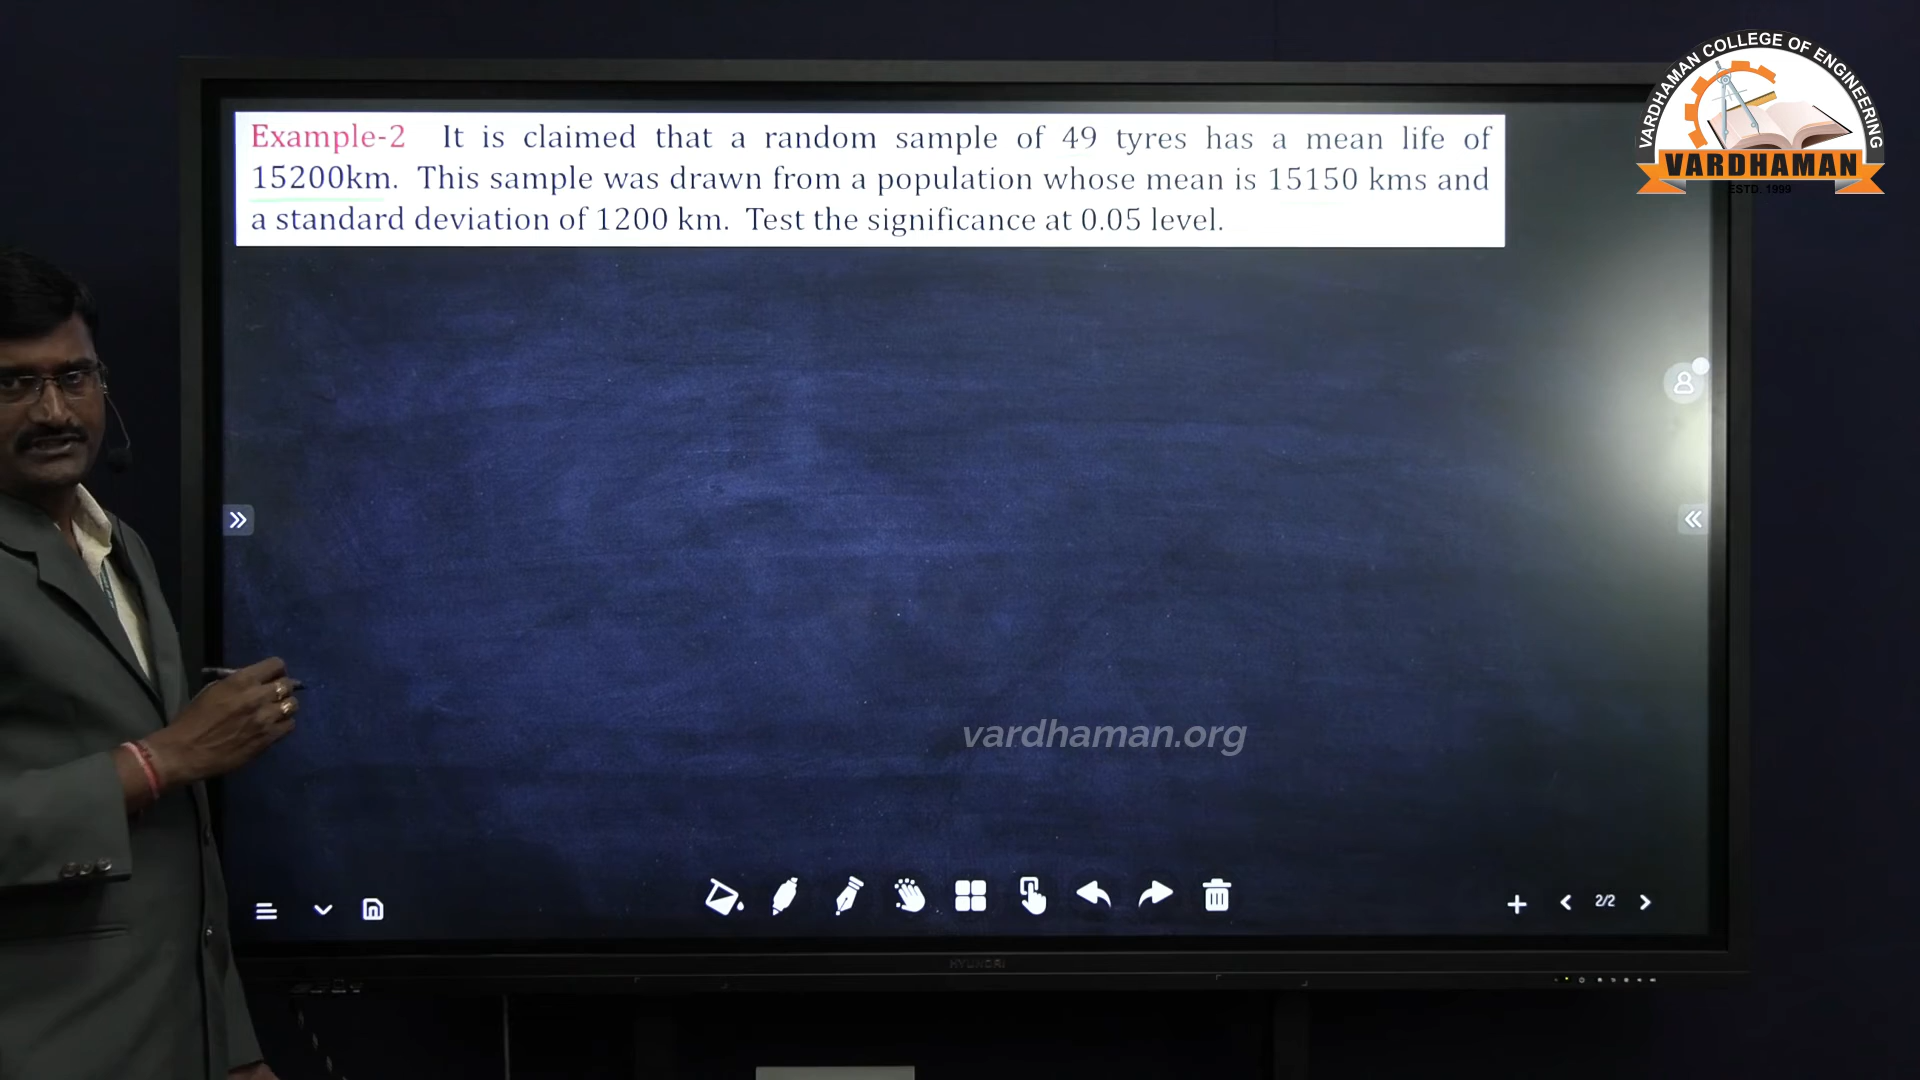 VARDHAMAN COLLEGE OF ENGINEERING
VARDHAMAN
ESTD. 1999
Example-2 It is claimed that a random sample of 49 tyres has a mean life of
15200km. This sample was drawn from a population whose mean is 15150 kms and
a standard deviation of 1200 km. Test the significance at 0.05 level.
vardhaman.org
2/2
HYUNDAI